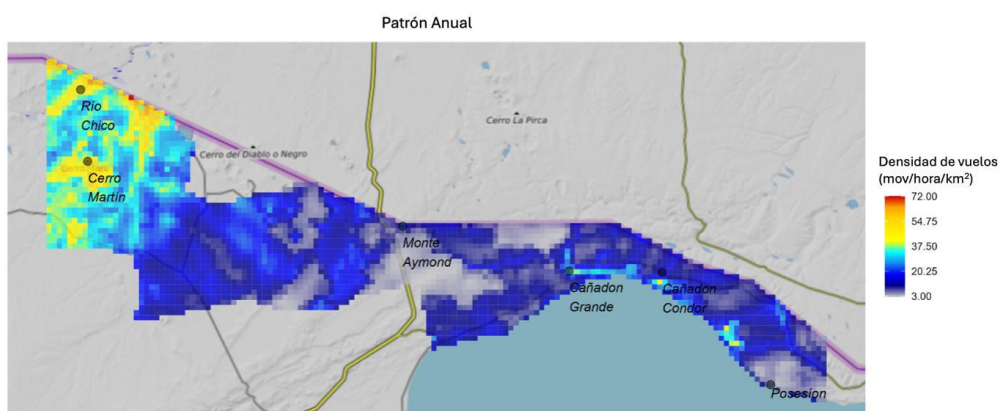 Patrón Anual
Río
Chico
Cerro
Martín
Cerro del Diablo o Negro
Cerro La Pirca
Monte
Aymond
Cañadon
Grande
Cañadon
Condor
Posesion
Densidad de vuelos
(mov/hora/km²)
72.00
54.75
37.50
20.25
3.00